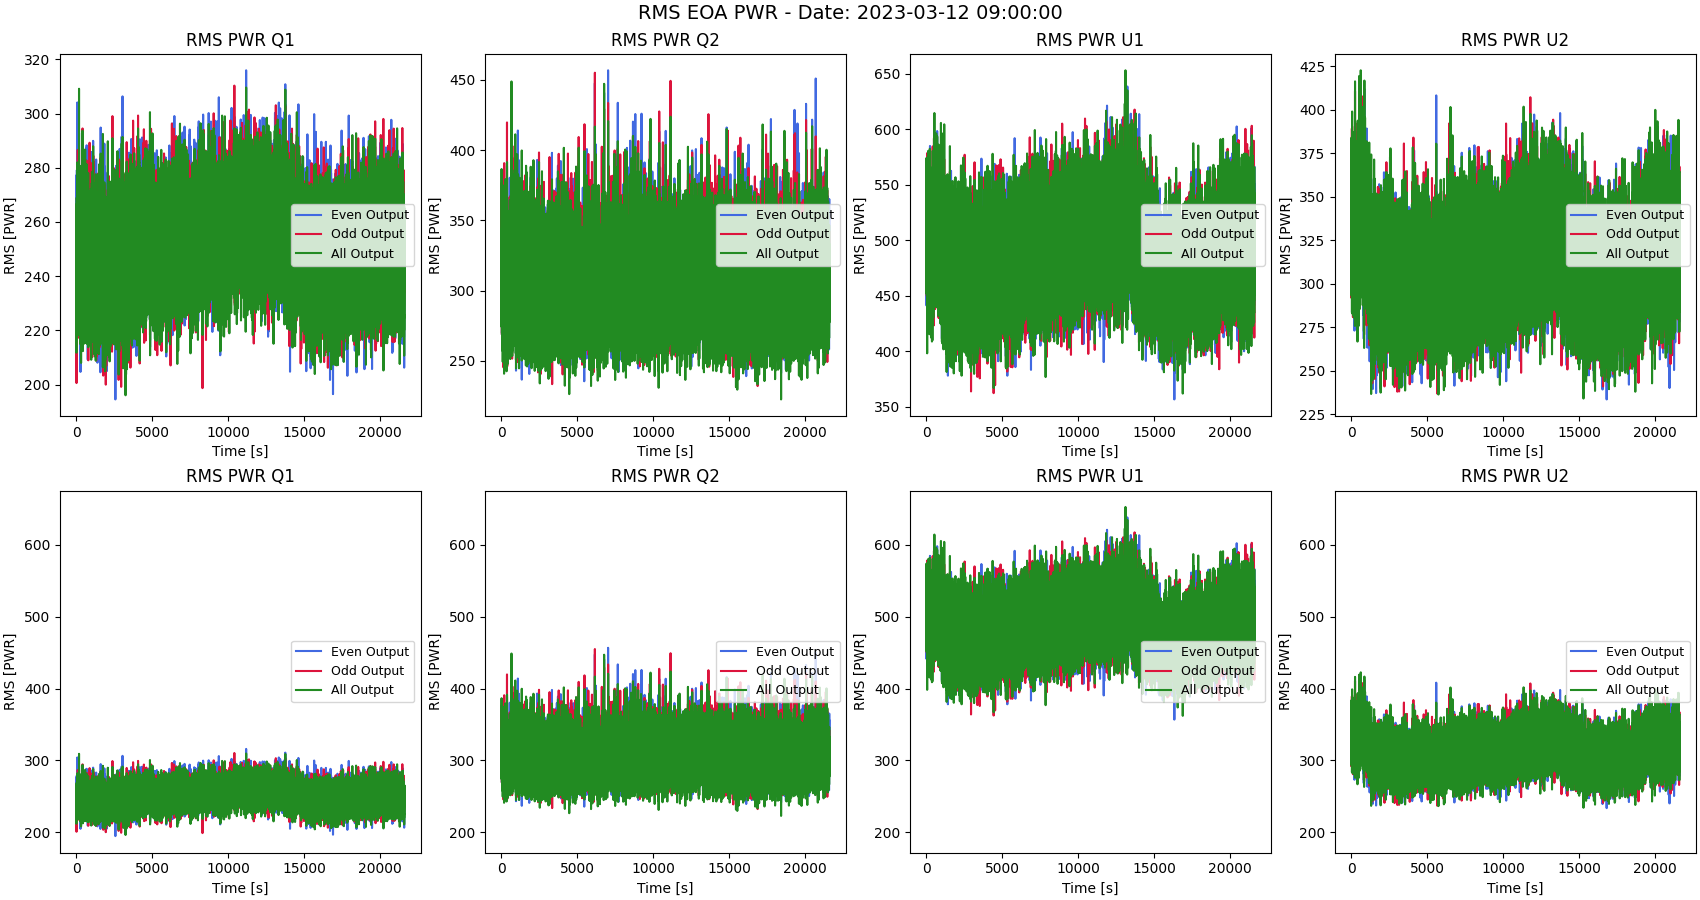 RMS EOA PWR - Date: 2023-03-12 09:00:00
RMS PWR Q1
RMS [PWR]
320
300
280
260
240
220
200
0 5000 10000 15000 20000
Time [s]
Even Output
Odd Output
All Output
RMS PWR Q2
RMS [PWR]
450
400
350
300
250
0 5000 10000 15000 20000
Time [s]
Even Output
Odd Output
All Output
RMS PWR U1
RMS [PWR]
650
600
550
500
450
400
350
0 5000 10000 15000 20000
Time [s]
Even Output
Odd Output
All Output
RMS PWR U2
RMS [PWR]
425
400
375
350
325
300
275
250
225
0 5000 10000 15000 20000
Time [s]
Even Output
Odd Output
All Output
RMS PWR Q1
RMS [PWR]
600
500
400
300
200
0 5000 10000 15000 20000
Time [s]
Even Output
Odd Output
All Output
RMS PWR Q2
RMS [PWR]
600
500
400
300
200
0 5000 10000 15000 20000
Time [s]
Even Output
Odd Output
All Output
RMS PWR U1
RMS [PWR]
600
500
400
300
200
0 5000 10000 15000 20000
Time [s]
Even Output
Odd Output
All Output
RMS PWR U2
RMS [PWR]
600
500
400
300
200
0 5000 10000 15000 20000
Time [s]
Even Output
Odd Output
All Output